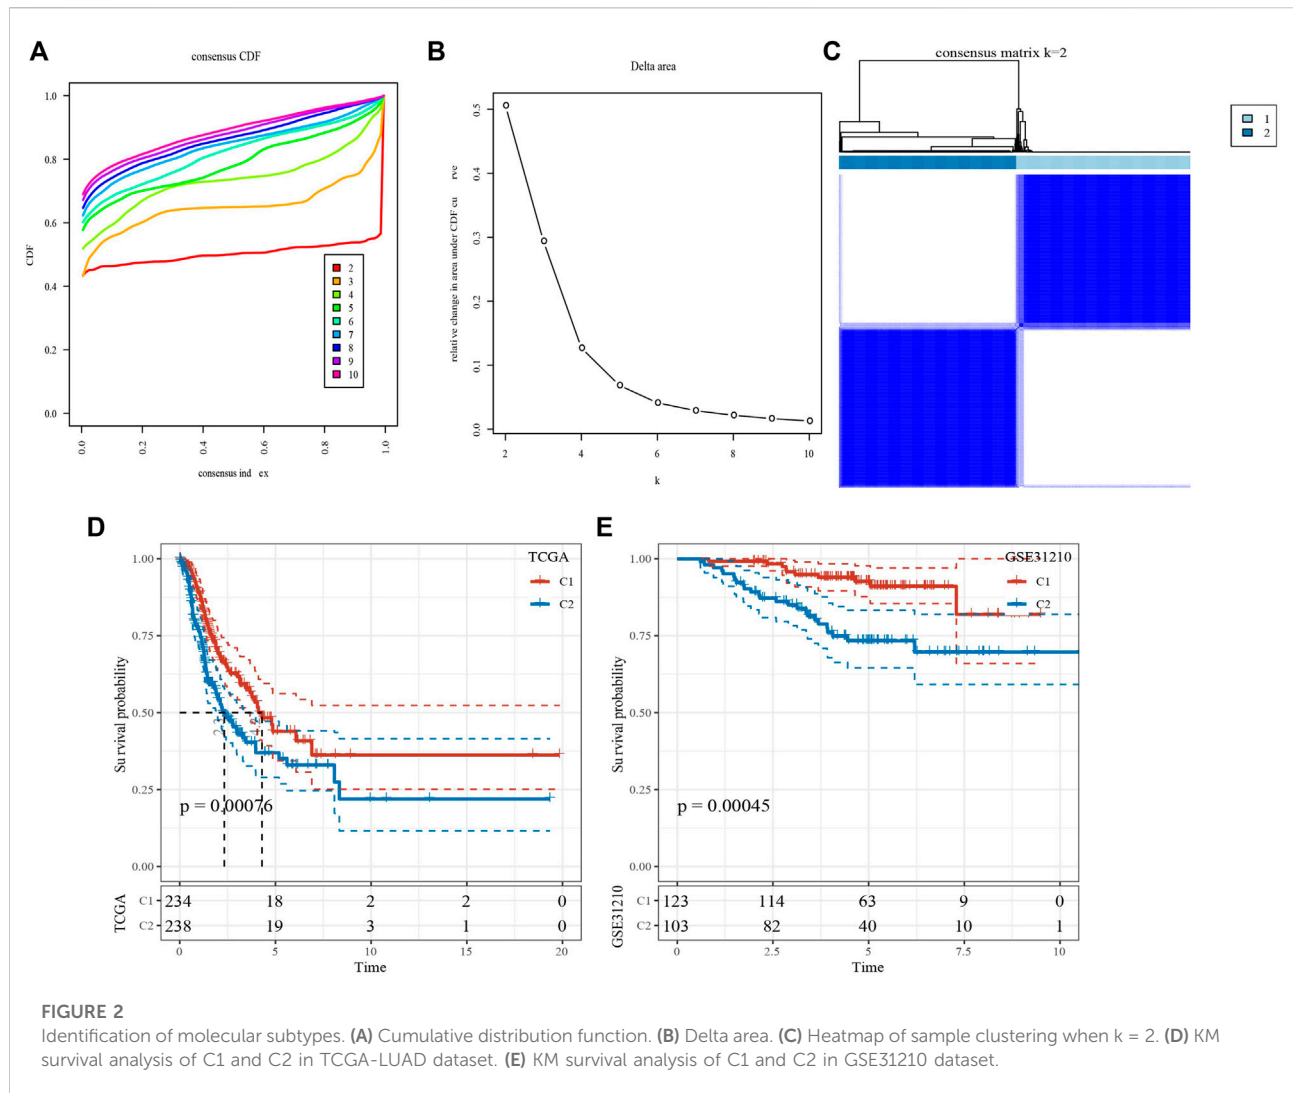 A
consensus CDF
CDF
1.0
0.8
0.6
0.4
0.2
0.0
0.0
0.2
0.4
0.6
0.8
1.0
consensus ind ex
2
3
4
5
6
7
8
9
10
B
Delta area
relati ve change in area under CDF cu rve
0.5
0.4
0.3
0.2
0.1
0.0
2
4
6
8
10
k
C
consensus matrix k=2
1
2
D
TCGA
C1
C2
Survival probability
1.00
0.75
0.50
0.25
0.00
p = 0.00076
TCGA
C1 234 18 2 2 0
C2 238 19 3 1 0
0 5 10 15 20
Time
E
GSE31210
C1
C2
Survival probability
1.00
0.75
0.50
0.25
0.00
p = 0.00045
GSE31210
C1 123 114 63 9 0
C2 103 82 40 10 1
0 2.5 5 7.5 10
Time
FIGURE 2
Identification of molecular subtypes. (A) Cumulative distribution function. (B) Delta area. (C) Heatmap of sample clustering when k = 2. (D) KM
survival analysis of C1 and C2 in TCGA-LUAD dataset. (E) KM survival analysis of C1 and C2 in GSE31210 dataset.